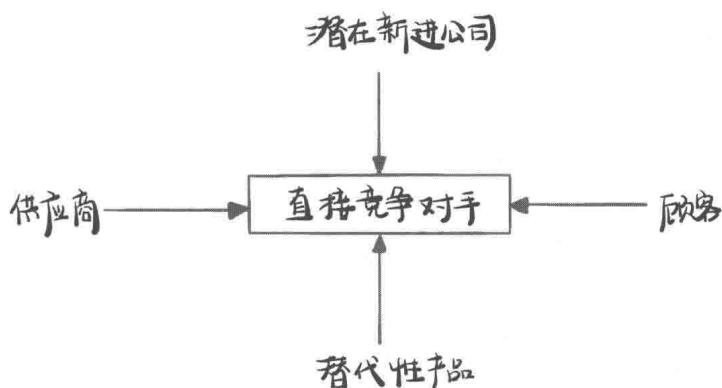 潜在新进公司
供应商
直接竞争对手
顾客
替代性产品